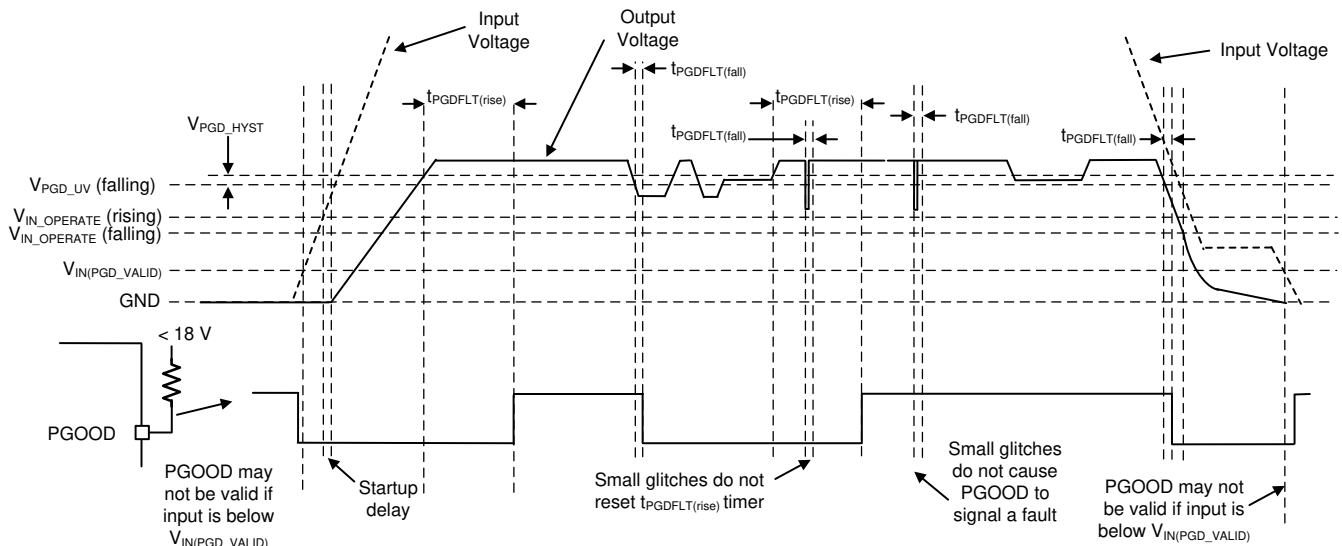 Input
Voltage
Output
Voltage
Input Voltage
tPGDFLT(fall)
tPGDFLT(rise)
tPGDFLT(rise)
tPGDFLT(fall)
tPGDFLT(fall)
tPGDFLT(fall)
VPGD_HYST
VPGD_UV (falling)
VIN_OPERATE (rising)
VIN_OPERATE (falling)
VIN(PGD_VALID)
GND
< 18 V
PGOOD
PGOOD may
not be valid if
input is below
VIN(PGD_VALID)
Startup
delay
Small glitches do not
reset tPGDFLT(rise) timer
Small glitches
do not cause
PGOOD to
signal a fault
PGOOD may not
be valid if input is
below VIN(PGD_VALID)